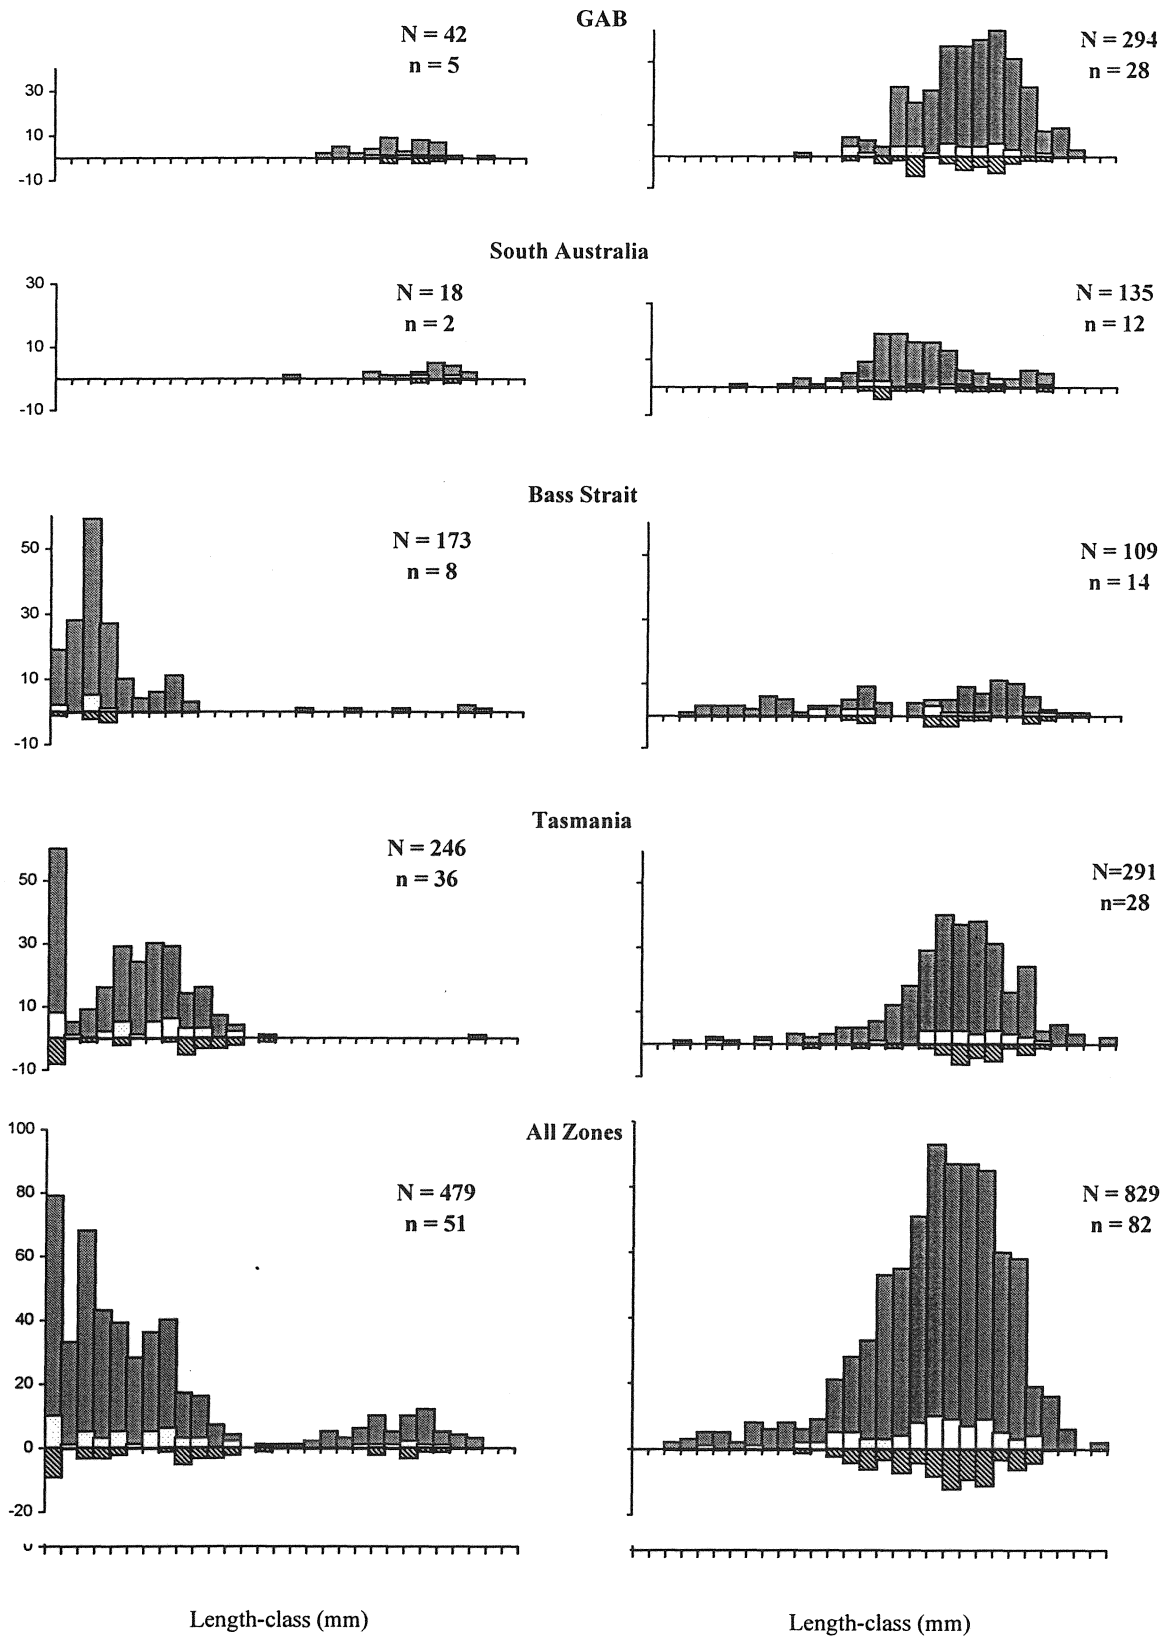 GAB
N = 42
n = 5
N = 294
n = 28
30
10
-10
South Australia
N = 18
n = 2
N = 135
n = 12
30
10
-10
Bass Strait
N = 173
n = 8
N = 109
n = 14
50
30
10
-10
Tasmania
N = 246
n = 36
N=291
n=28
50
30
10
-10
All Zones
N = 479
n = 51
N = 829
n = 82
100
80
60
40
20
0
-20
Length-class (mm)
Length-class (mm)